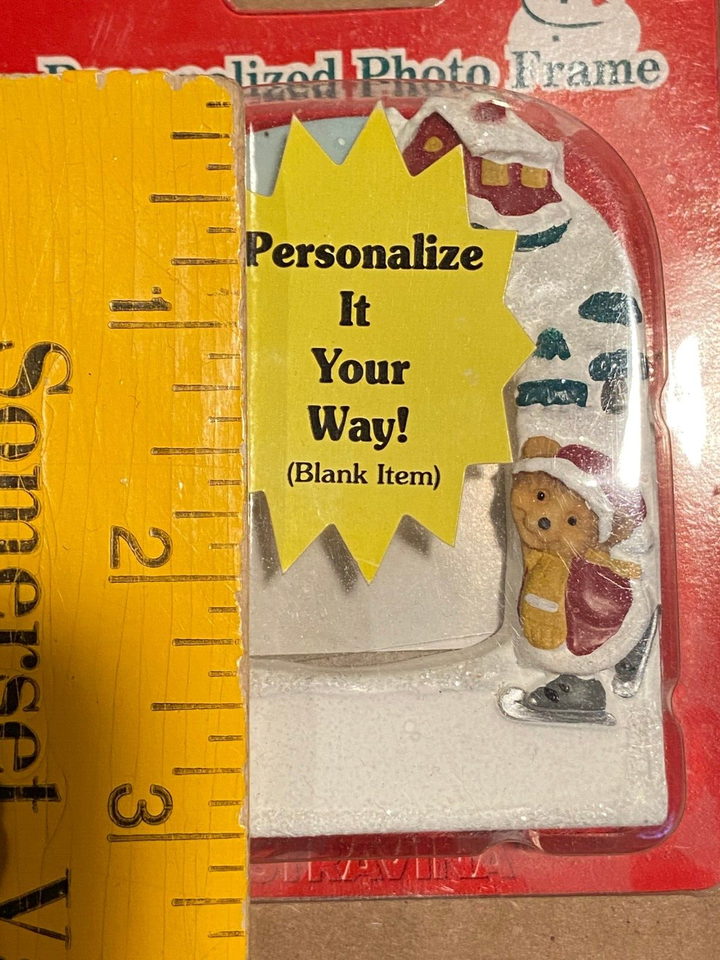 Personalized Photo Frame
Personalize
It
Your
Way!
(Blank Item)
1
2
3
Somerset